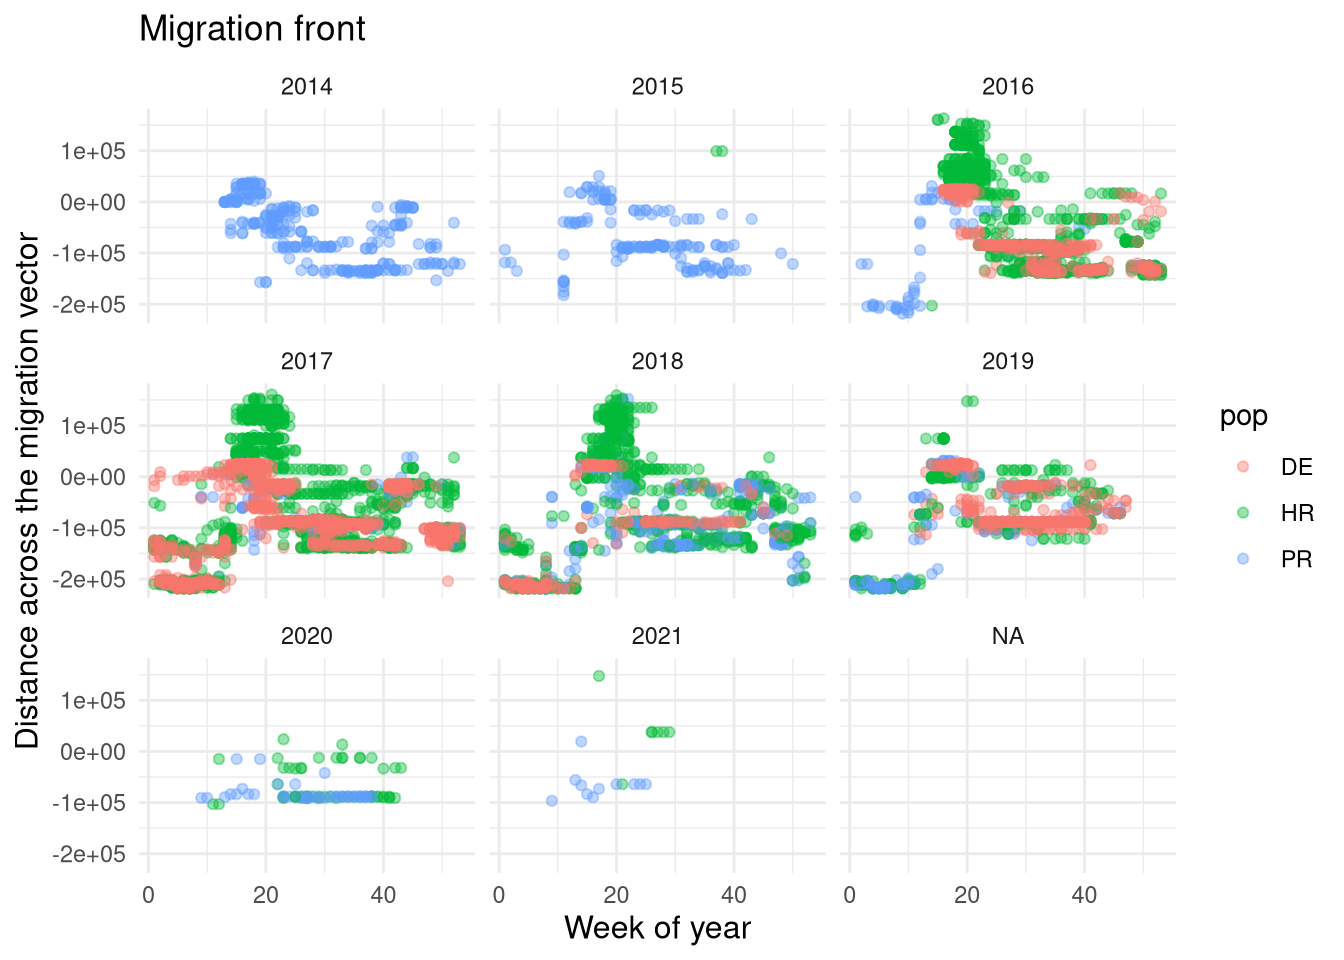 Migration front
2014 2015 2016
1e+05
0e+00
-1e+05
-2e+05
2017 2018 2019
1e+05
0e+00
-1e+05
-2e+05
2020 2021 NA
1e+05
0e+00
-1e+05
-2e+05
0 20 40 0 20 40 0 20 40
Week of year
Distance across the migration vector
pop
DE
HR
PR